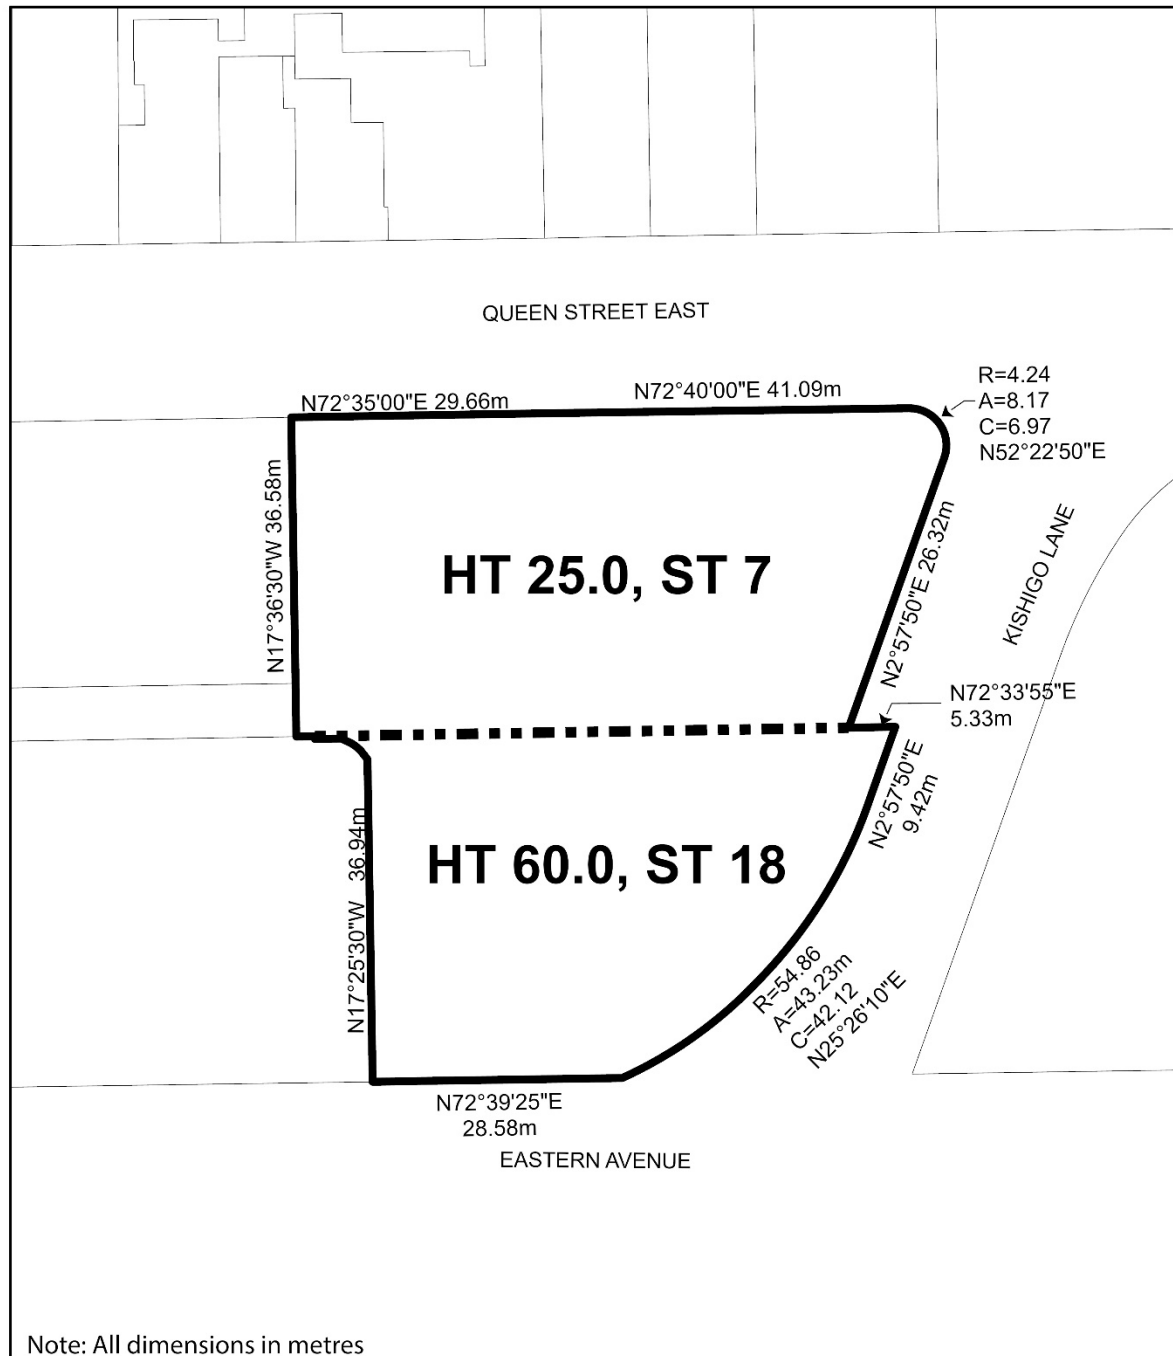 QUEEN STREET EAST
N72°35'00"E 29.66m
N72°40'00"E 41.09m
R=4.24
A=8.17
C=6.97
N52°22'50"E
N17°36'30"W 36.58m
HT 25.0, ST 7
N2°57'50"E 26.32m
KISHIGO LANE
N72°33'55"E
5.33m
N2°57'50"E
9.42m
N17°25'30"W 36.94m
HT 60.0, ST 18
R=54.86
A=43.23m
C=42.12
N25°26'10"E
N72°39'25"E
28.58m
EASTERN AVENUE
Note: All dimensions in metres